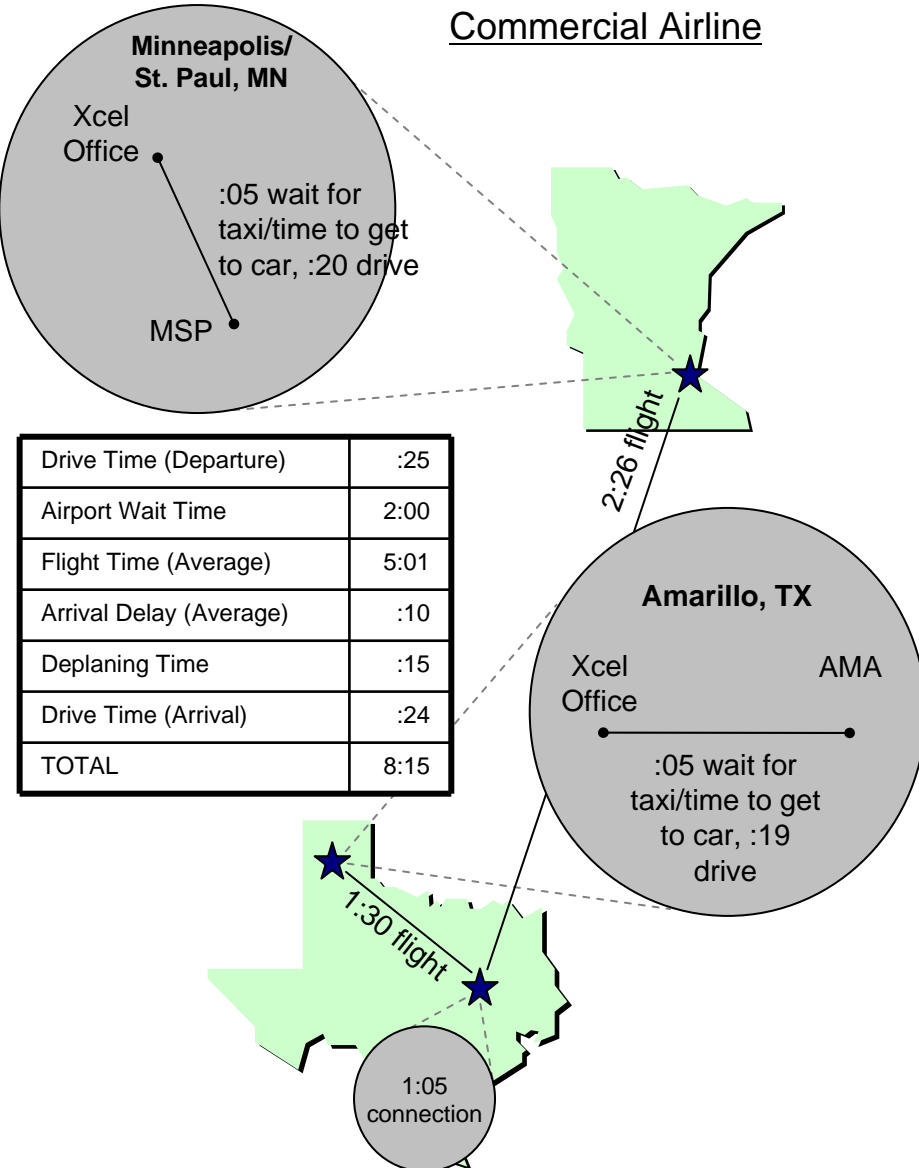 Commercial Airline
Minneapolis/
St. Paul, MN
Xcel
Office
:05 wait for
taxi/time to get
to car, :20 drive
MSP
2:26 flight
Drive Time (Departure) :25
Airport Wait Time 2:00
Flight Time (Average) 5:01
Arrival Delay (Average) :10
Deplaning Time :15
Drive Time (Arrival) :24
TOTAL 8:15
Amarillo, TX
Xcel
Office
AMA
:05 wait for
taxi/time to get
to car, :19
drive
1:30 flight
1:05
connection